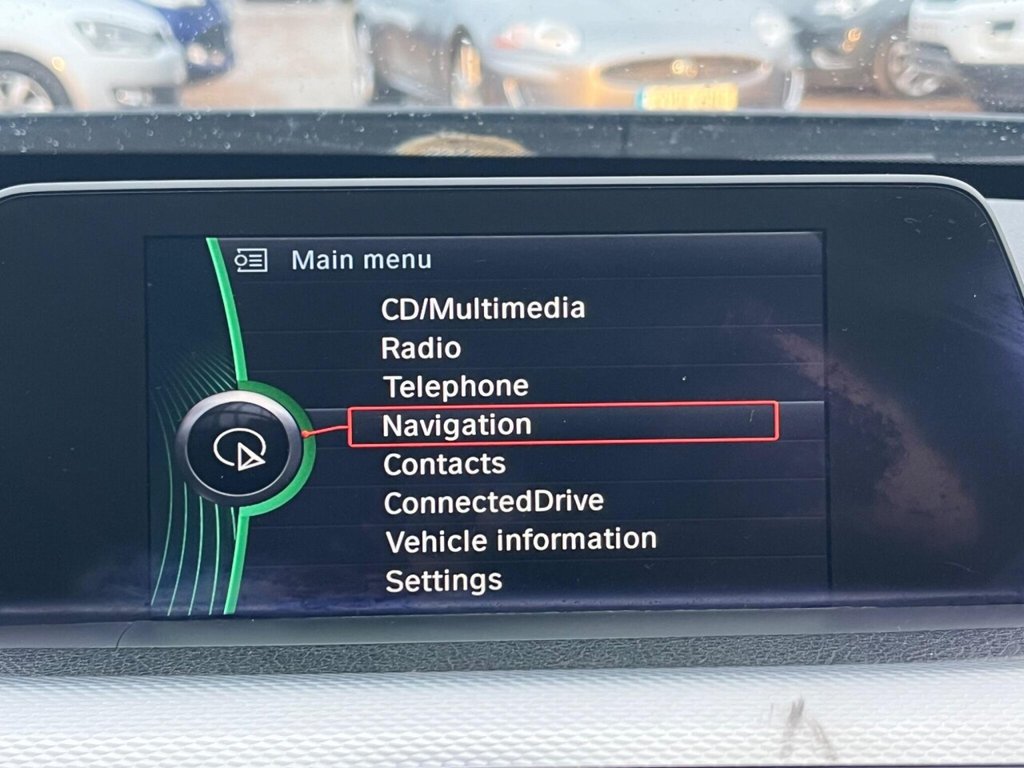 Main menu
CD/Multimedia
Radio
Telephone
Navigation
Contacts
ConnectedDrive
Vehicle information
Settings